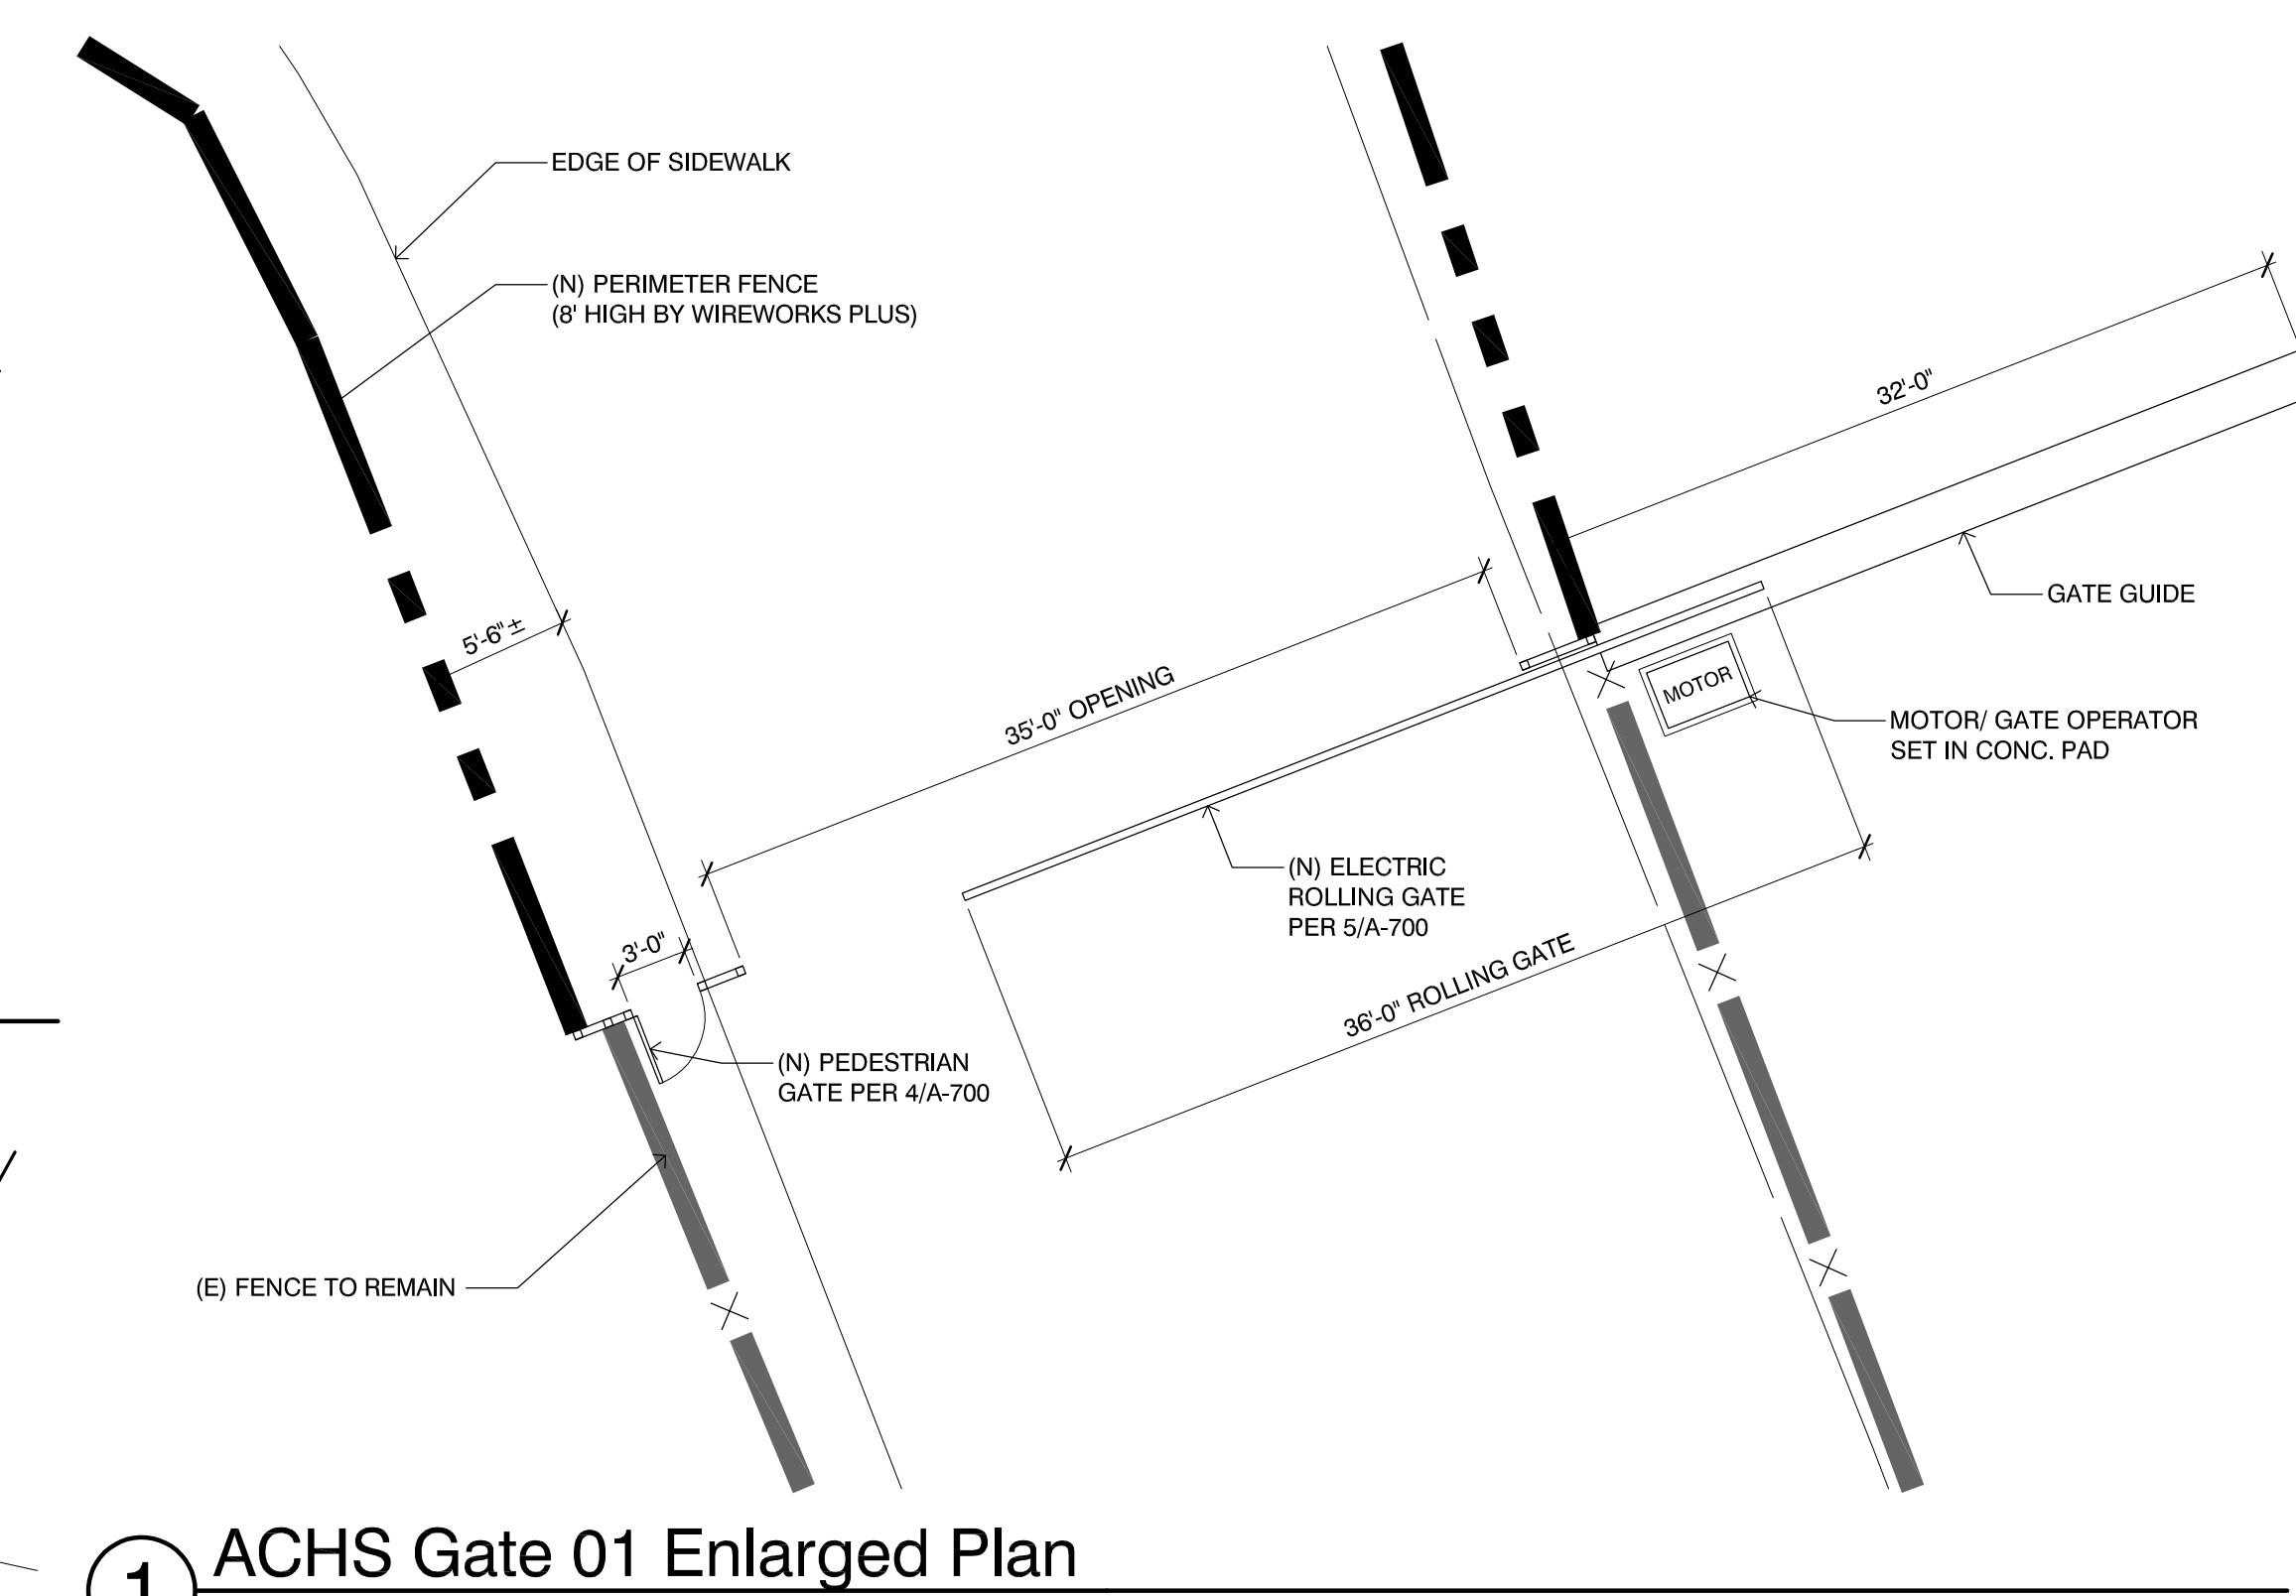 EDGE OF SIDEWALK
(N) PERIMETER FENCE
(8' HIGH BY WIREWORKS PLUS)
32'-0"
GATE GUIDE
5'-6"±
35'-0" OPENING
MOTOR
MOTOR/ GATE OPERATOR
SET IN CONC. PAD
(N) ELECTRIC
ROLLING GATE
PER 5/A-700
3'-0"
36'-0" ROLLING GATE
(N) PEDESTRIAN
GATE PER 4/A-700
(E) FENCE TO REMAIN
1
ACHS Gate 01 Enlarged Plan